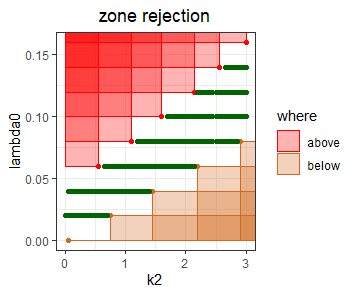 zone rejection
0.15
0.10
0.05
0.00
lambda0
0
1
2
3
k2
where
above
below